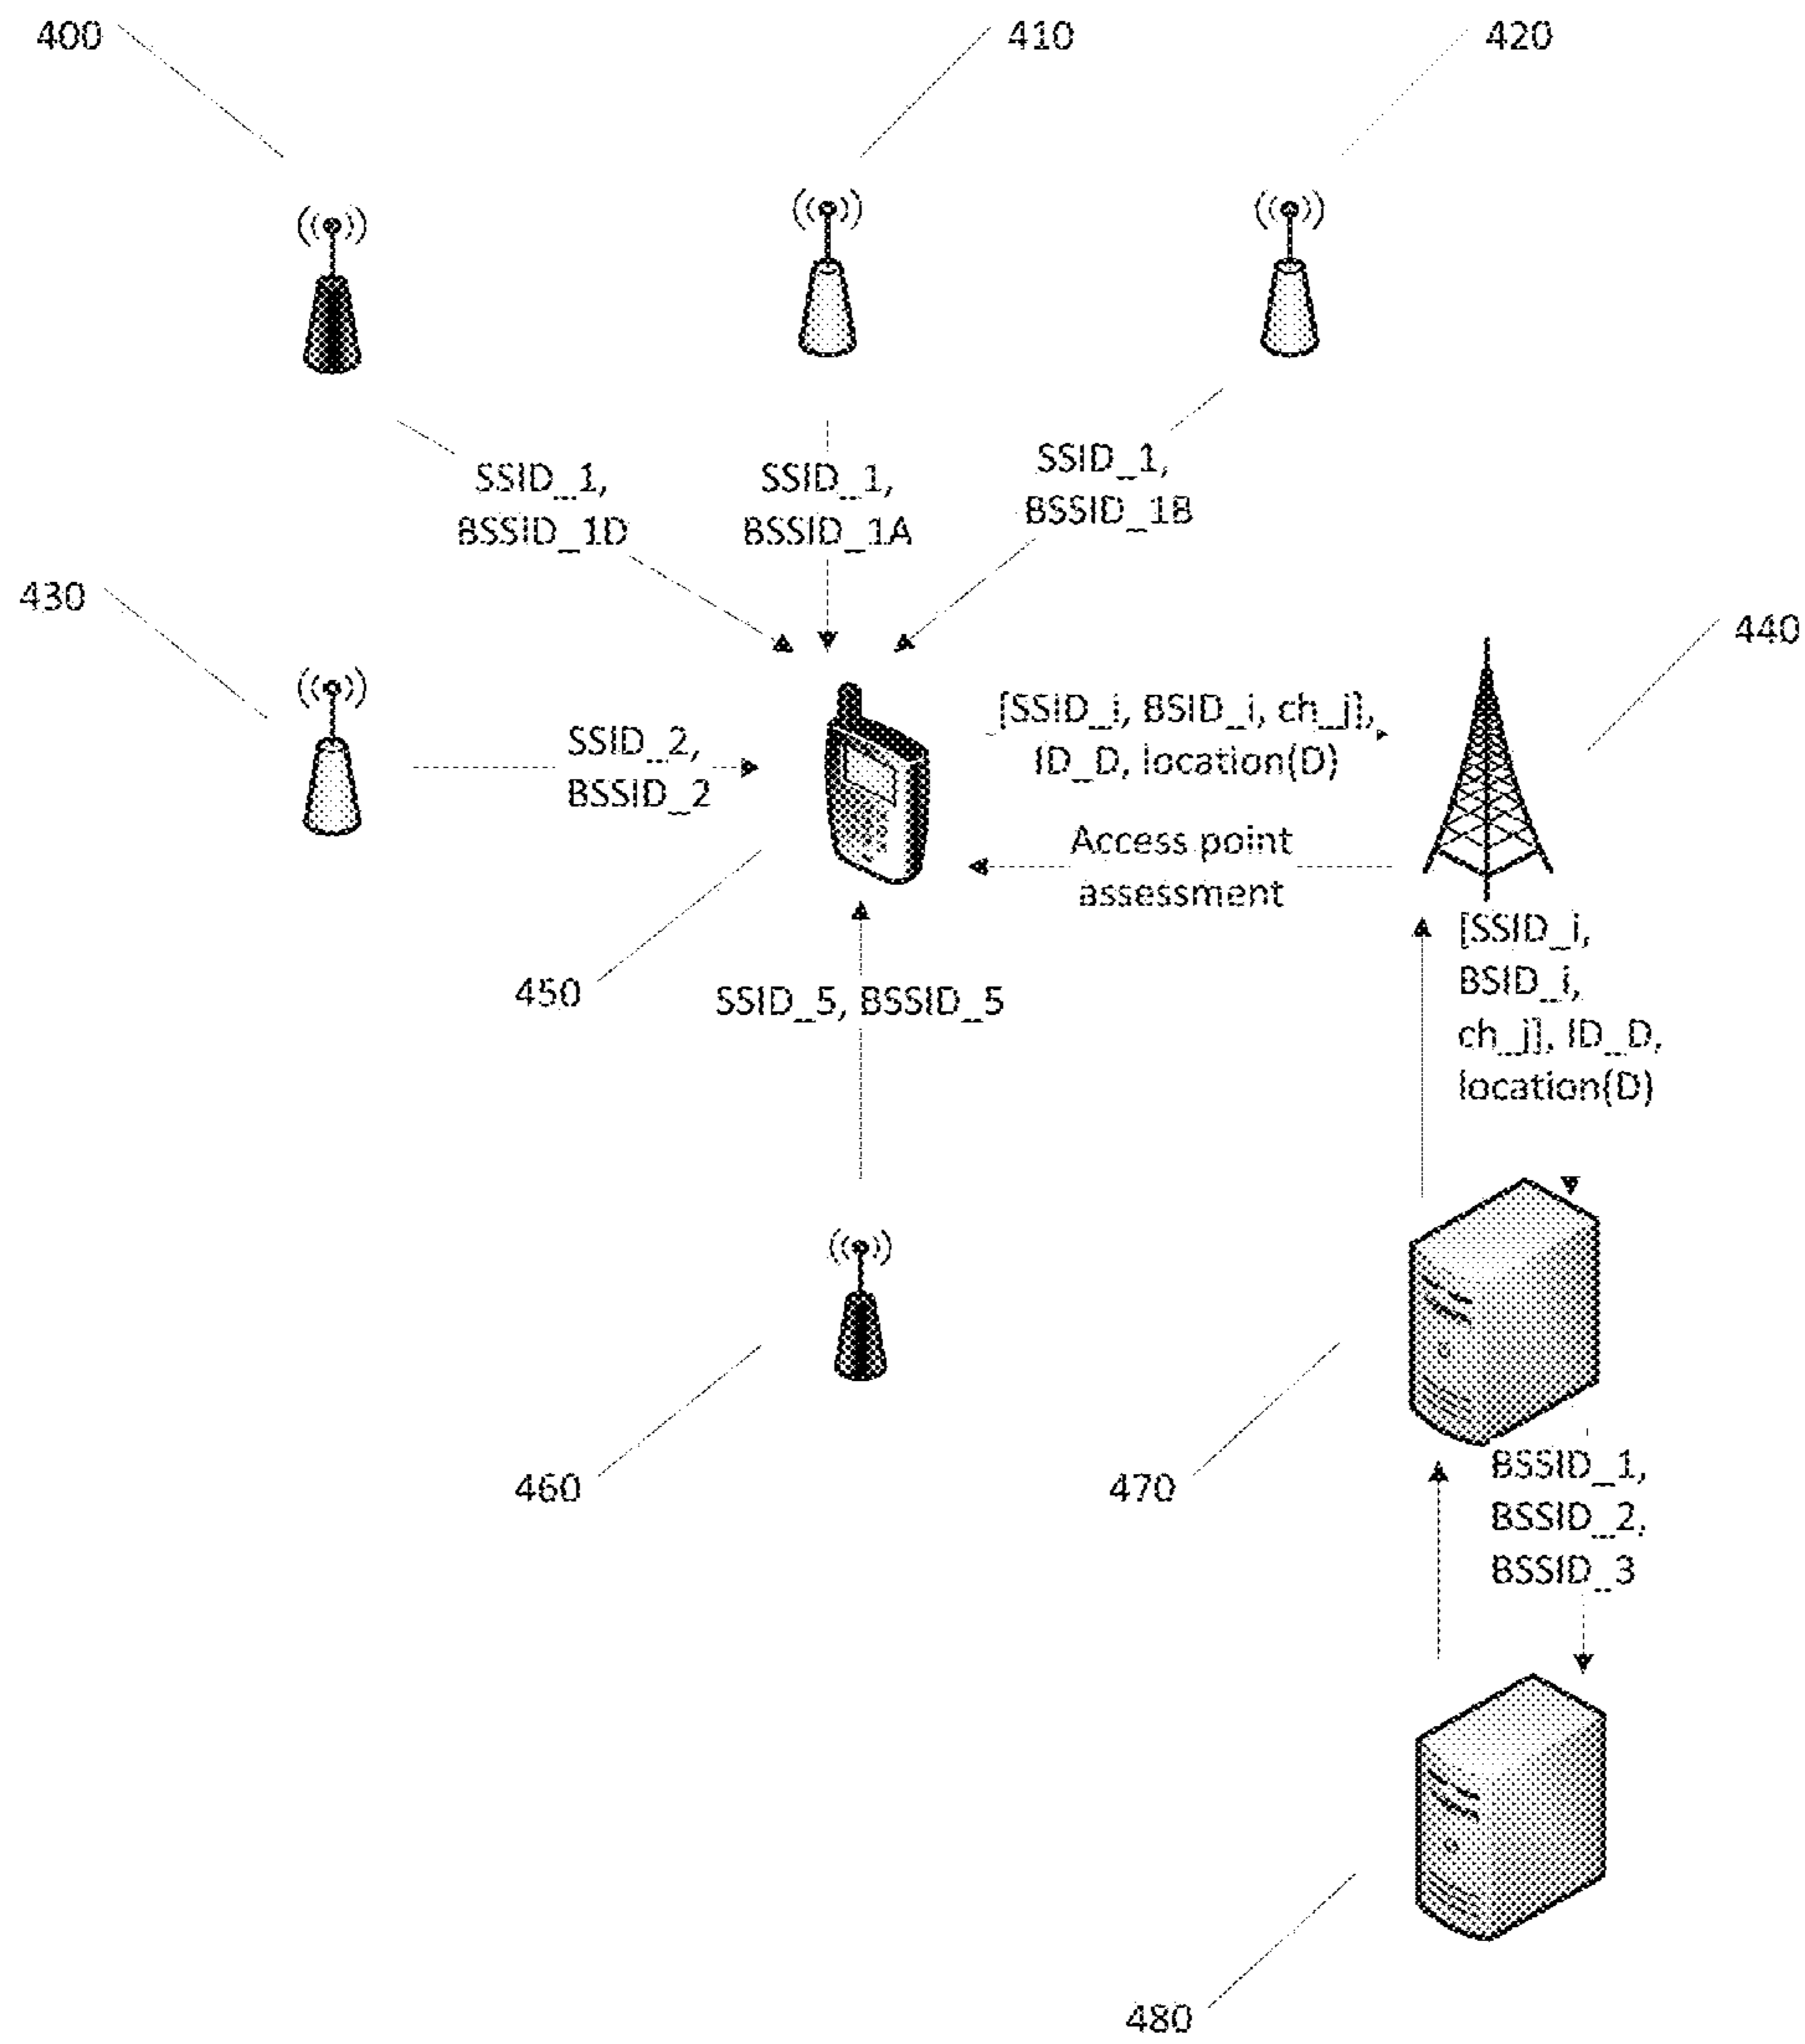 400
410
420
SSID_1,
BSSID_1D
SSID_1,
BSSID_1A
SSID_1,
BSSID_1B
430
440
SSID_2,
BSSID_2
[SSID_i, BSID_i, ch_j],
ID_D, location(D)
Access point
assessment
450
SSID_5, BSSID_5
[SSID_i,
BSID_i,
ch_j], ID_D,
location(D)
460
470
BSSID_1,
BSSID_2,
BSSID_3
480